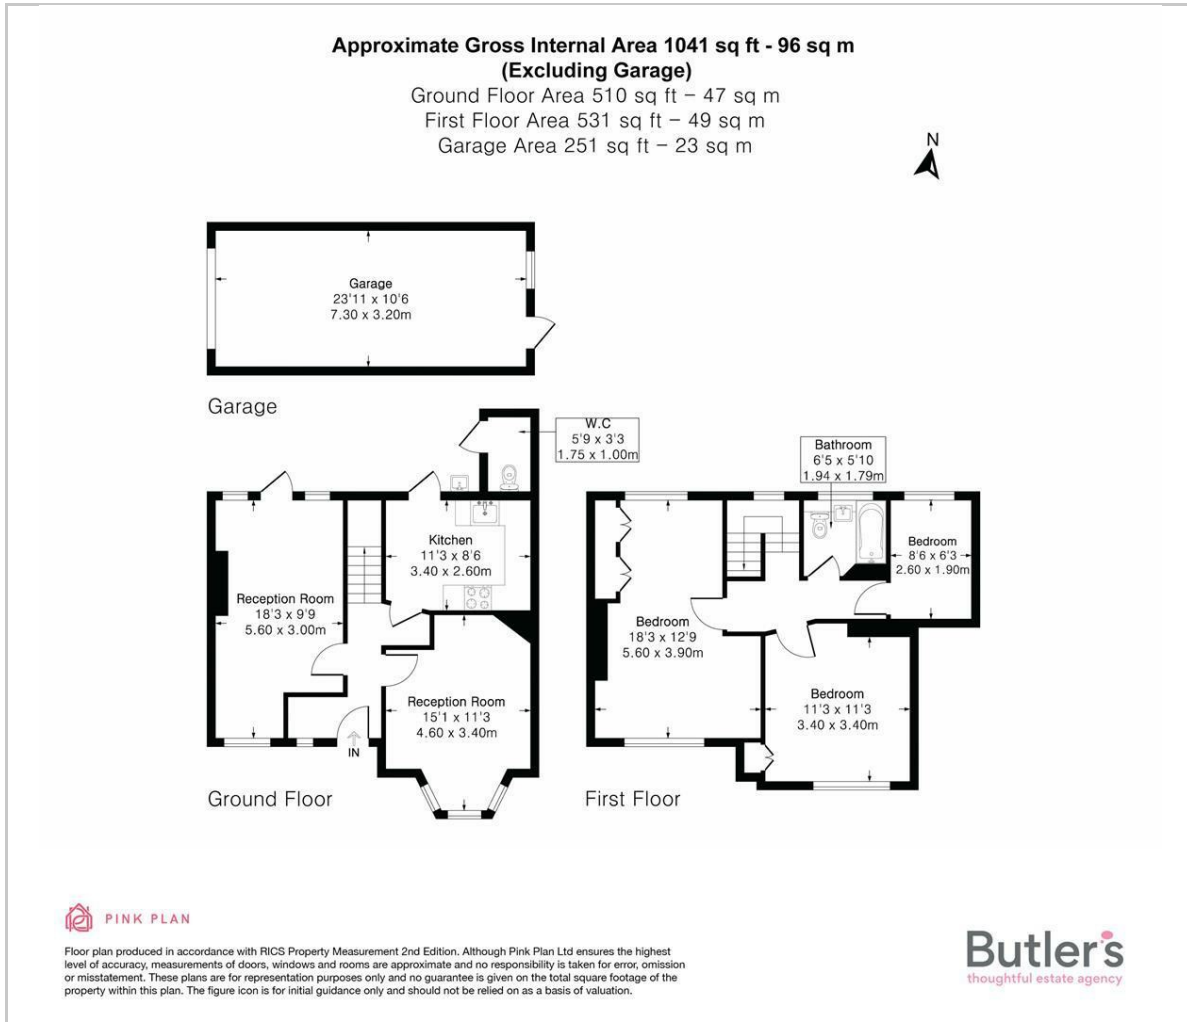 Approximate Gross Internal Area 1041 sq ft - 96 sq m
(Excluding Garage)
Ground Floor Area 510 sq ft – 47 sq m
First Floor Area 531 sq ft – 49 sq m
Garage Area 251 sq ft – 23 sq m
N
Garage
23'11 x 10'6
7.30 x 3.20m
Garage
W.C
5'9 x 3'3
1.75 x 1.00m
Kitchen
11'3 x 8'6
3.40 x 2.60m
Reception Room
18'3 x 9'9
5.60 x 3.00m
Reception Room
15'1 x 11'3
4.60 x 3.40m
IN
Ground Floor
Bathroom
6'5 x 5'10
1.94 x 1.79m
Bedroom
8'6 x 6'3
2.60 x 1.90m
Bedroom
18'3 x 12'9
5.60 x 3.90m
Bedroom
11'3 x 11'3
3.40 x 3.40m
First Floor
PINK PLAN
Floor plan produced in accordance with RICS Property Measurement 2nd Edition. Although Pink Plan Ltd ensures the highest
level of accuracy, measurements of doors, windows and rooms are approximate and no responsibility is taken for error, omission
or misstatement. These plans are for representation purposes only and no guarantee is given on the total square footage of the
property within this plan. The figure icon is for initial guidance only and should not be relied on as a basis of valuation.
Butler's
thoughtful estate agency